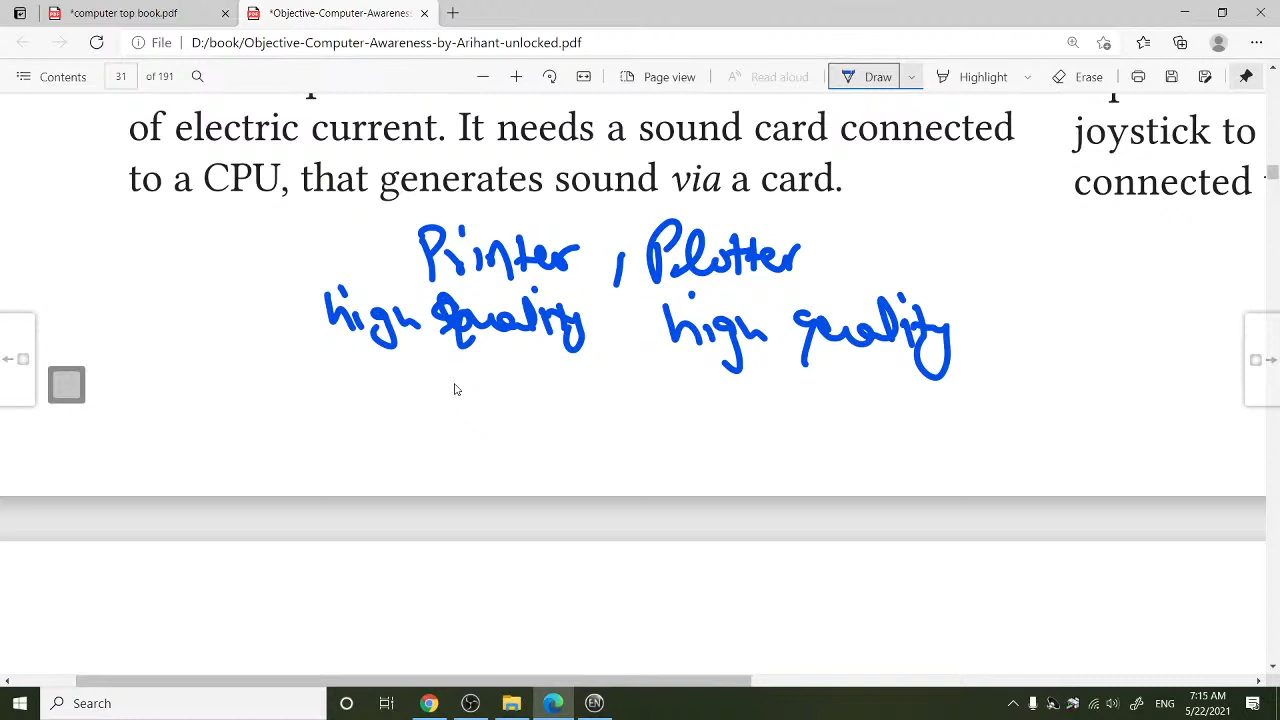 *computer top book.pdf
*Objective-Computer-Awareness
File D:/book/Objective-Computer-Awareness-by-Arihant-unlocked.pdf
Contents 31 of 191 Page view Read aloud Draw Highlight Erase
of electric current. It needs a sound card connected
to a CPU, that generates sound via a card.
joystick to
connected
Printer , Plotter
high quality high quality
Search
ENG
7:15 AM
5/22/2021